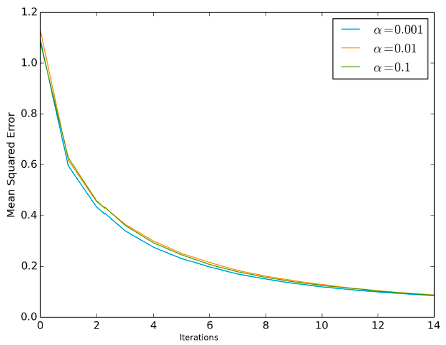 1.2
1.0
0.8
0.6
0.4
0.2
0.0
Mean Squared Error
α=0.001
α=0.01
α=0.1
0 2 4 6 8 10 12 14
Iterations